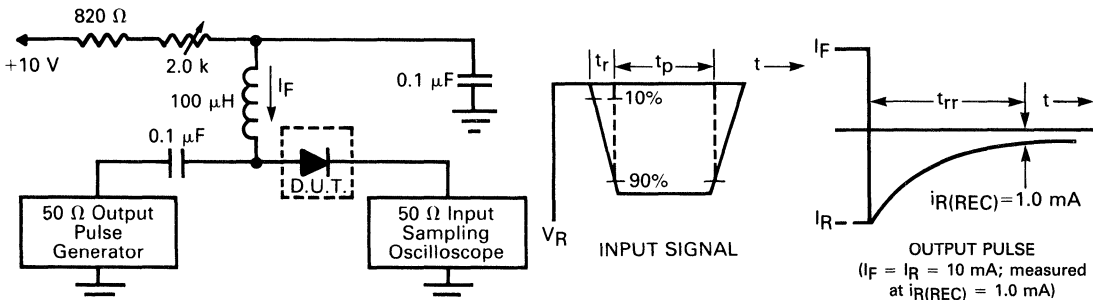 820 Ω
+10 V
2.0 k
I_F
100 μH
0.1 μF
0.1 μF
D.U.T.
50 Ω Output
Pulse
Generator
50 Ω Input
Sampling
Oscilloscope
t_r
t_p
t
10%
90%
V_R
INPUT SIGNAL
I_F
t_rr
t
i_R(REC) = 1.0 mA
I_R
OUTPUT PULSE
(I_F = I_R = 10 mA; measured
at i_R(REC) = 1.0 mA)